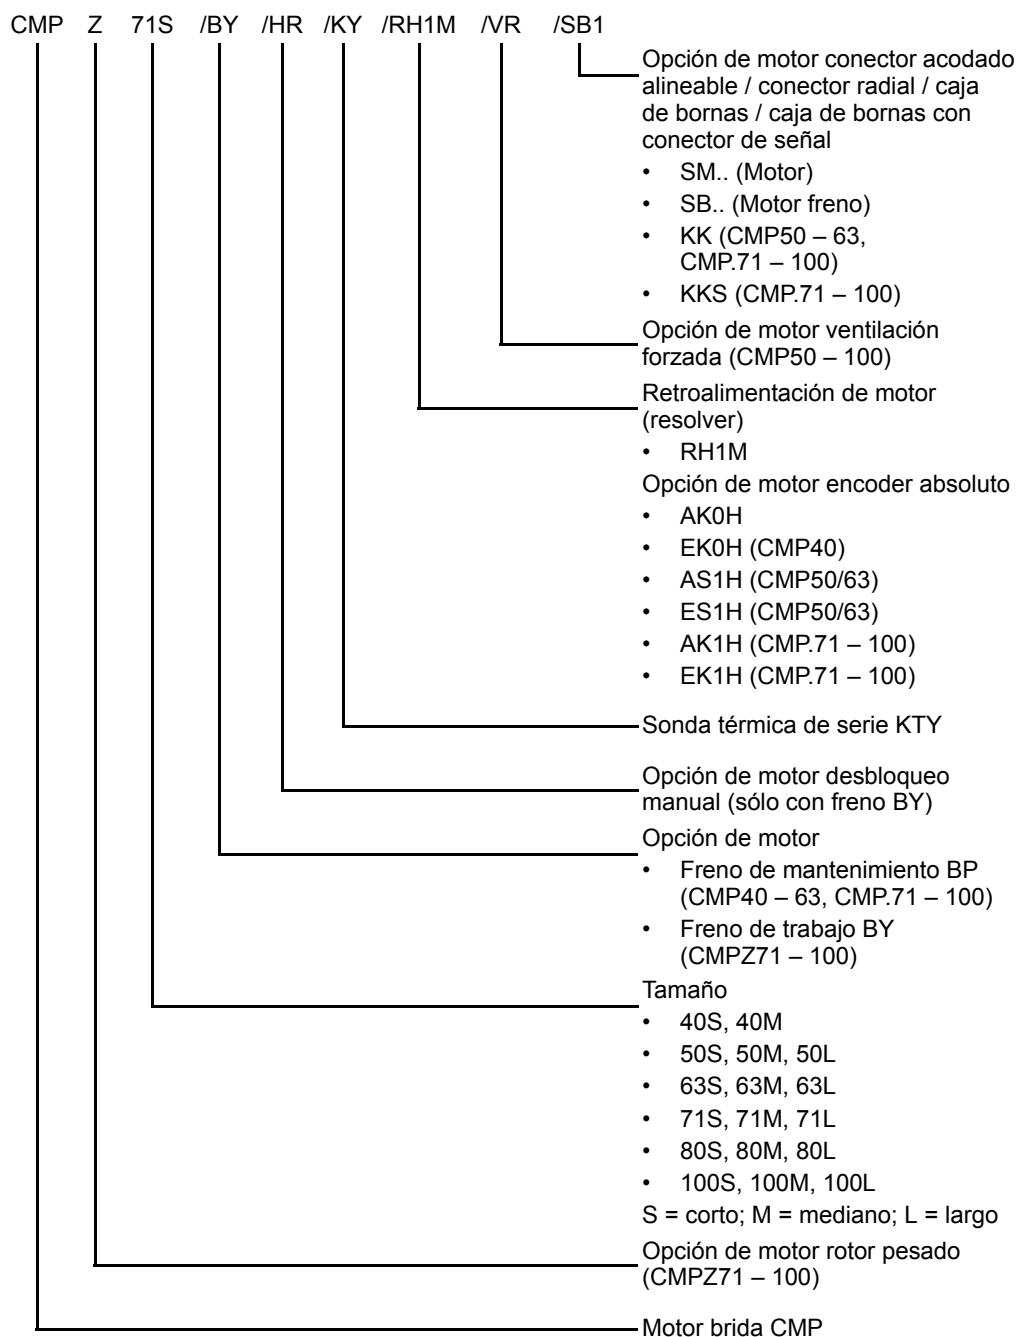 CMP Z 71S /BY /HR /KY /RH1M /VR /SB1
Opción de motor conector acodado
alineable / conector radial / caja
de bornas / caja de bornas con
conector de señal
• SM.. (Motor)
• SB.. (Motor freno)
• KK (CMP50 – 63,
CMP.71 – 100)
• KKS (CMP.71 – 100)
Opción de motor ventilación
forzada (CMP50 – 100)
Retroalimentación de motor
(resolver)
• RH1M
Opción de motor encoder absoluto
• AK0H
• EK0H (CMP40)
• AS1H (CMP50/63)
• ES1H (CMP50/63)
• AK1H (CMP.71 – 100)
• EK1H (CMP.71 – 100)
Sonda térmica de serie KTY
Opción de motor desbloqueo
manual (sólo con freno BY)
Opción de motor
• Freno de mantenimiento BP
(CMP40 – 63, CMP.71 – 100)
• Freno de trabajo BY
(CMPZ71 – 100)
Tamaño
• 40S, 40M
• 50S, 50M, 50L
• 63S, 63M, 63L
• 71S, 71M, 71L
• 80S, 80M, 80L
• 100S, 100M, 100L
S = corto; M = mediano; L = largo
Opción de motor rotor pesado
(CMPZ71 – 100)
Motor brida CMP